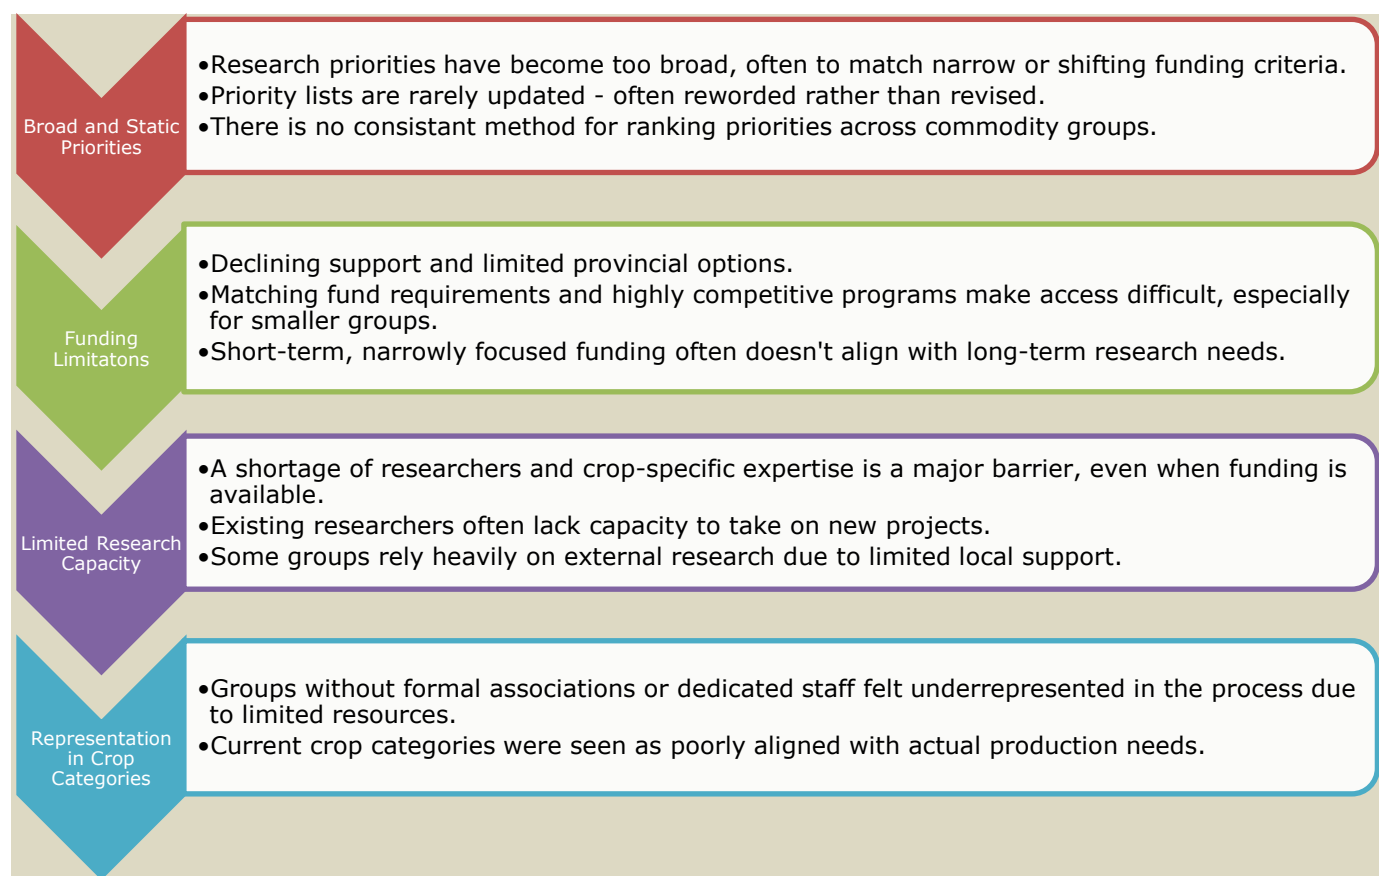 Broad and Static
Priorities
•Research priorities have become too broad, often to match narrow or shifting funding criteria.
•Priority lists are rarely updated - often reworded rather than revised.
•There is no consistant method for ranking priorities across commodity groups.
Funding
Limitatons
•Declining support and limited provincial options.
•Matching fund requirements and highly competitive programs make access difficult, especially
for smaller groups.
•Short-term, narrowly focused funding often doesn't align with long-term research needs.
Limited Research
Capacity
•A shortage of researchers and crop-specific expertise is a major barrier, even when funding is
available.
•Existing researchers often lack capacity to take on new projects.
•Some groups rely heavily on external research due to limited local support.
Representation
in Crop
Categories
•Groups without formal associations or dedicated staff felt underrepresented in the process due
to limited resources.
•Current crop categories were seen as poorly aligned with actual production needs.